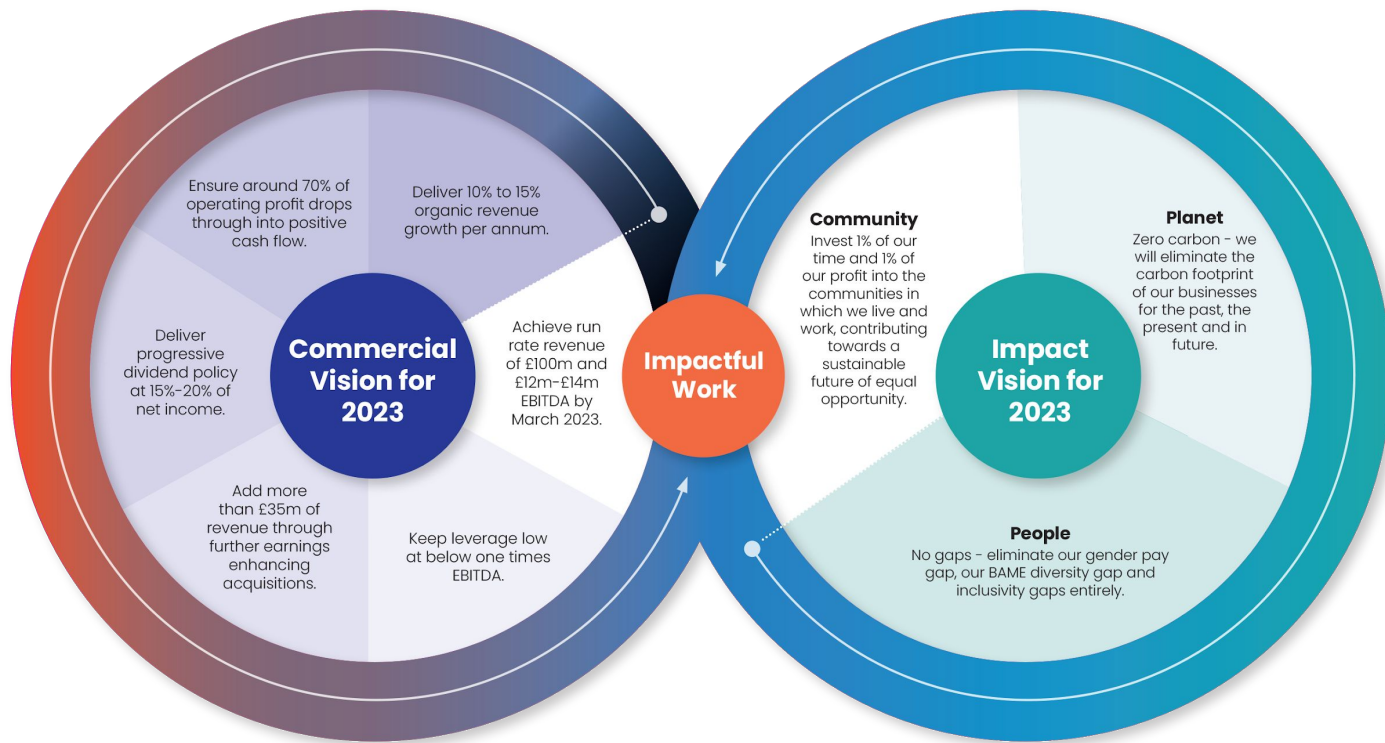 Commercial
Vision for
2023
Deliver 10% to 15%
organic revenue
growth per annum.
Ensure around 70% of
operating profit drops
through into positive
cash flow.
Deliver
progressive
dividend policy
at 15%-20% of
net income.
Add more
than £35m of
revenue through
further earnings
enhancing
acquisitions.
Keep leverage low
at below one times
EBITDA.
Achieve run
rate revenue
of £100m and
£12m-£14m
EBITDA by
March 2023.
Impactful
Work
Impact
Vision for
2023
Community
Invest 1% of our
time and 1% of
our profit into the
communities in
which we live and
work, contributing
towards a
sustainable
future of equal
opportunity.
Planet
Zero carbon - we
will eliminate the
carbon footprint
of our businesses
for the past, the
present and in
future.
People
No gaps - eliminate our gender pay
gap, our BAME diversity gap and
inclusivity gaps entirely.